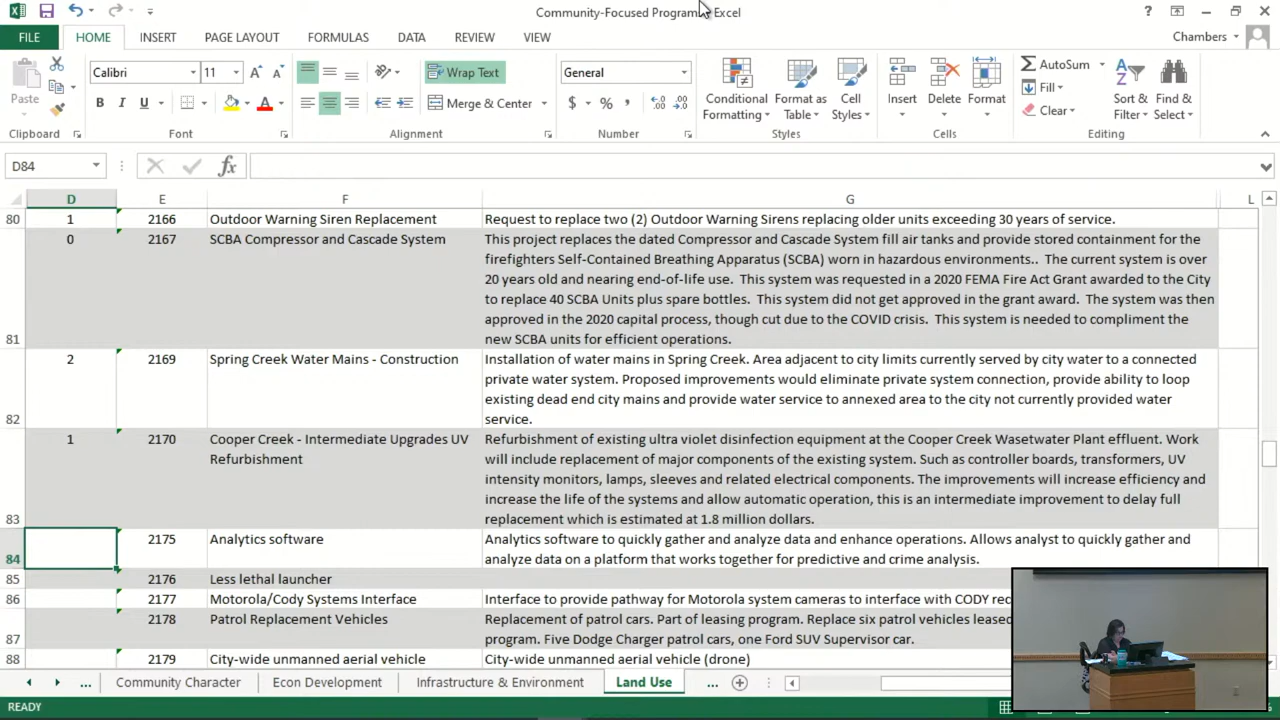 Community-Focused Programs - Excel
?
FILE HOME INSERT PAGE LAYOUT FORMULAS DATA REVIEW VIEW Chambers
Paste
Calibri 11
B I U A
Wrap Text
Merge & Center
General
$ % ,
Conditional Formatting
Format as Table
Cell Styles
Insert Delete Format
AutoSum
Fill
Clear
Sort & Filter
Find & Select
Clipboard Font Alignment Number Styles Cells Editing
D84 fx
D E F G L
80 1 2166 Outdoor Warning Siren Replacement Request to replace two (2) Outdoor Warning Sirens replacing older units exceeding 30 years of service.
0 2167 SCBA Compressor and Cascade System This project replaces the dated Compressor and Cascade System fill air tanks and provide stored containment for the
firefighters Self-Contained Breathing Apparatus (SCBA) worn in hazardous environments.. The current system is over
20 years old and nearing end-of-life use. This system was requested in a 2020 FEMA Fire Act Grant awarded to the City
to replace 40 SCBA Units plus spare bottles. This system did not get approved in the grant award. The system was then
approved in the 2020 capital process, though cut due to the COVID crisis. This system is needed to compliment the
81 new SCBA units for efficient operations.
2 2169 Spring Creek Water Mains - Construction Installation of water mains in Spring Creek. Area adjacent to city limits currently served by city water to a connected
private water system. Proposed improvements would eliminate private system connection, provide ability to loop
existing dead end city mains and provide water service to annexed area to the city not currently provided water
82 service.
1 2170 Cooper Creek - Intermediate Upgrades UV Refurbishment of existing ultra violet disinfection equipment at the Cooper Creek Wasetwater Plant effluent. Work
Refurbishment will include replacement of major components of the existing system. Such as controller boards, transformers, UV
intensity monitors, lamps, sleeves and related electrical components. The improvements will increase efficiency and
increase the life of the systems and allow automatic operation, this is an intermediate improvement to delay full
83 replacement which is estimated at 1.8 million dollars.
2175 Analytics software Analytics software to quickly gather and analyze data and enhance operations. Allows analyst to quickly gather and
84 analyze data on a platform that works together for predictive and crime analysis.
85 2176 Less lethal launcher
86 2177 Motorola/Cody Systems Interface Interface to provide pathway for Motorola system cameras to interface with CODY
2178 Patrol Replacement Vehicles Replacement of patrol cars. Part of leasing program. Replace six patrol vehicles leased
87 program. Five Dodge Charger patrol cars, one Ford SUV Supervisor car.
88 2179 City-wide unmanned aerial vehicle City-wide unmanned aerial vehicle (drone)
... Community Character Econ Development Infrastructure & Environment Land Use ...
READY